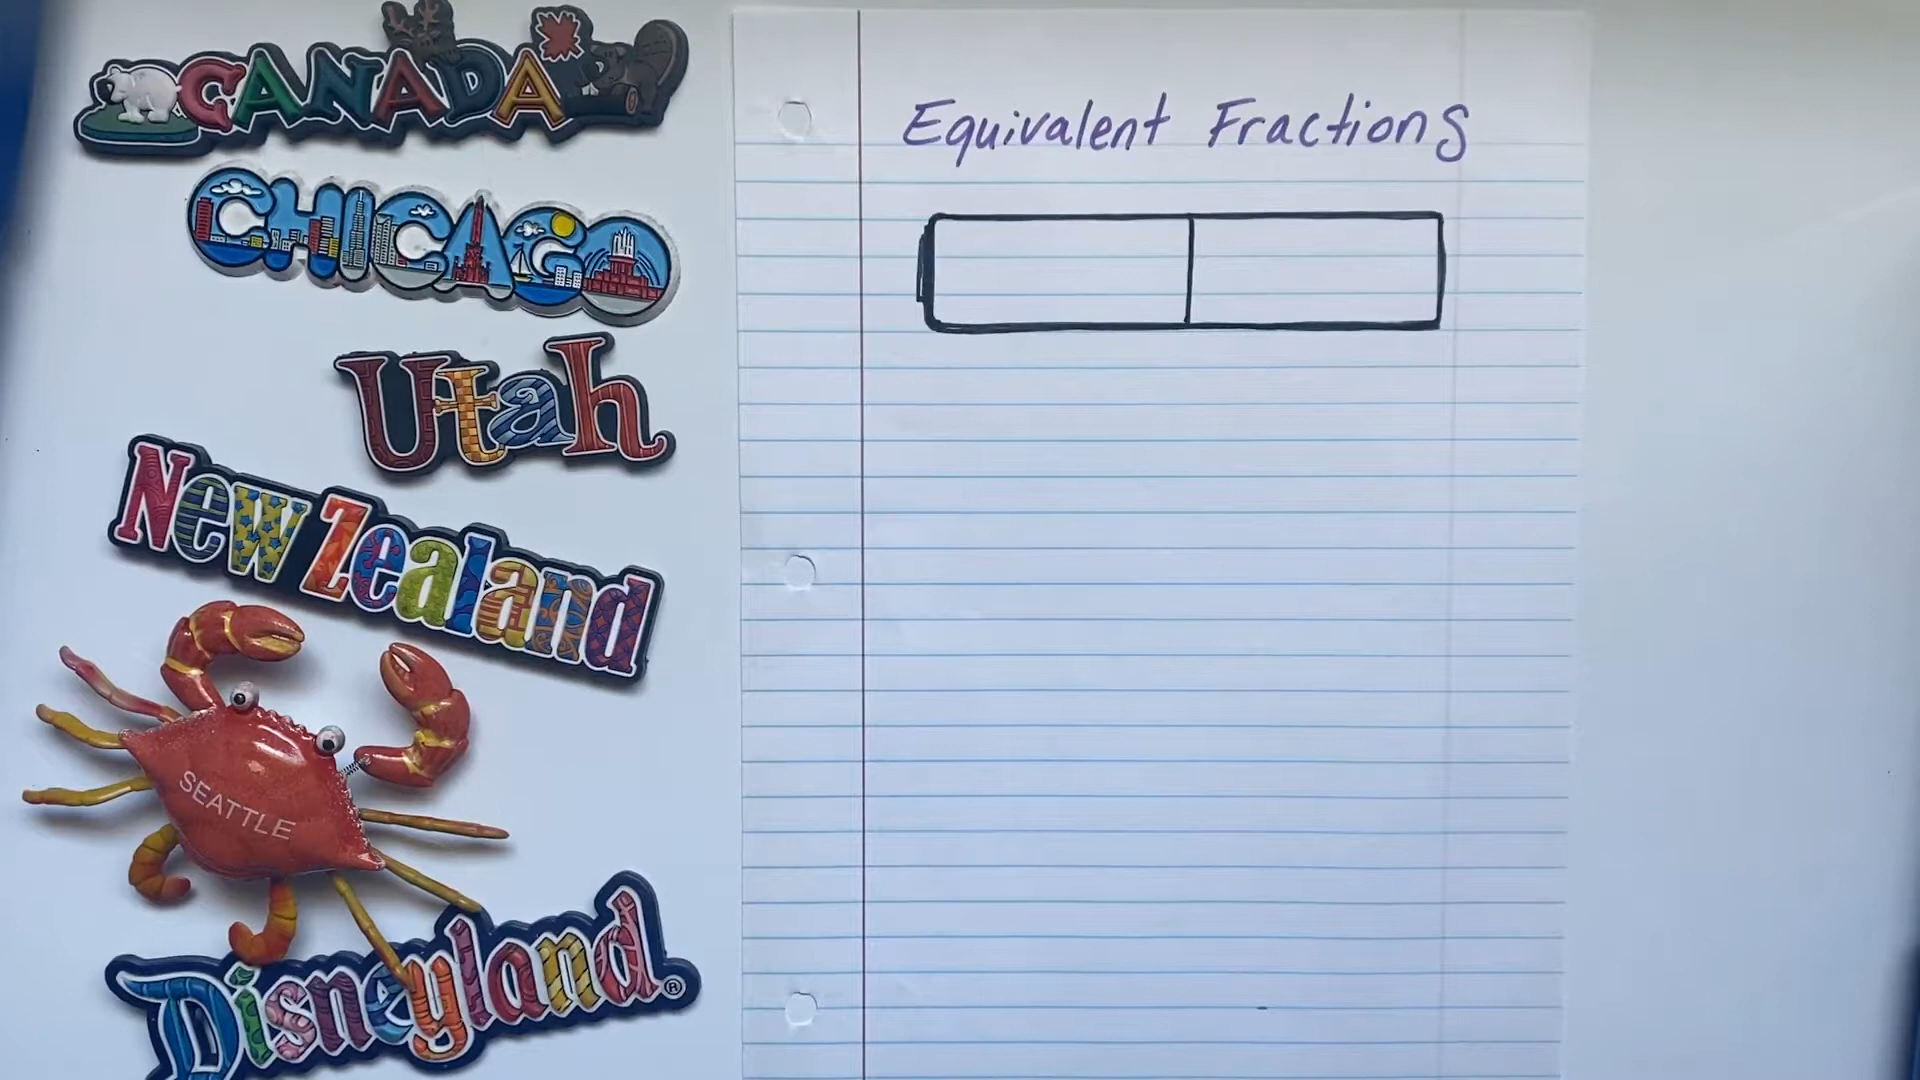 CANADA
CHICAGO
Utah
New Zealand
SEATTLE
Disneyland®
Equivalent Fractions